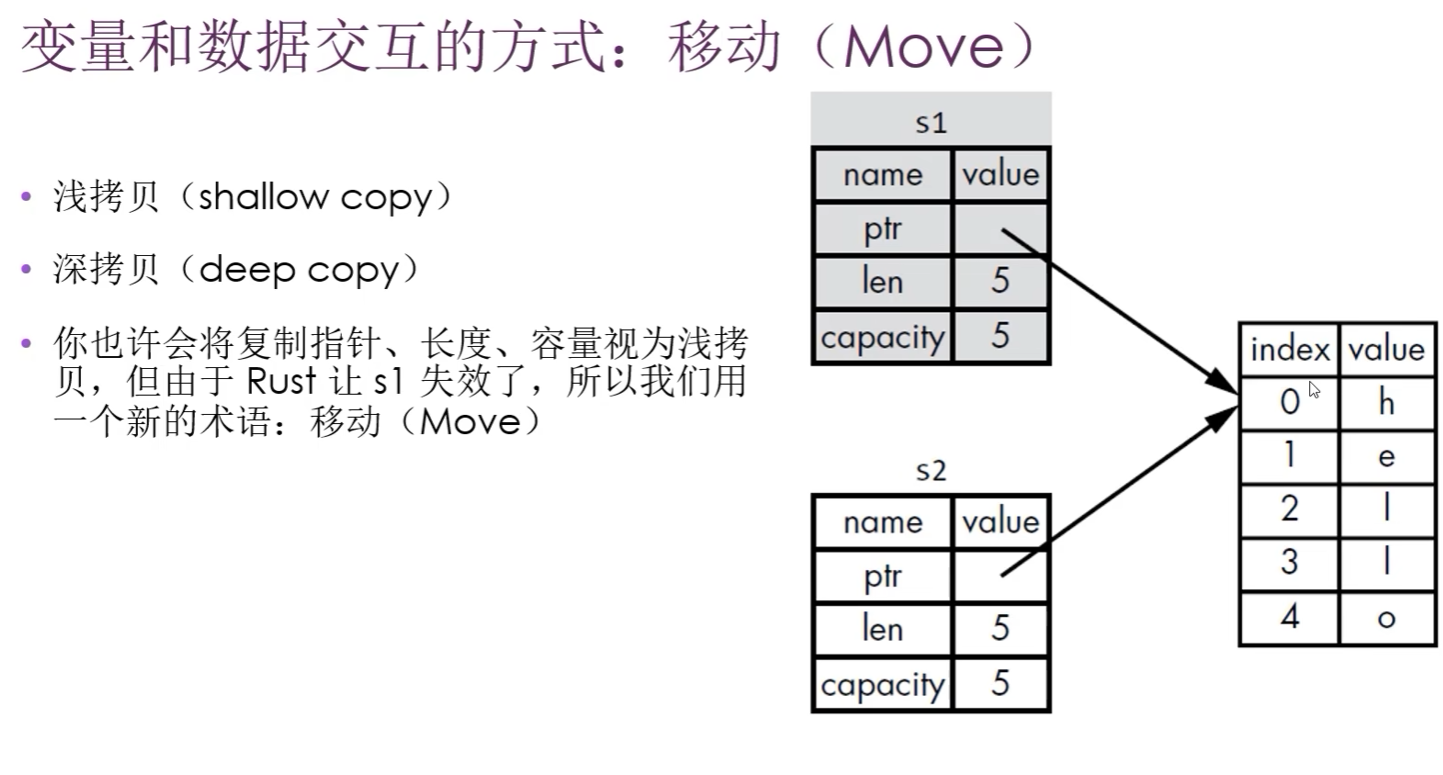 变量和数据交互的方式：移动（Move）
• 浅拷贝（shallow copy）
• 深拷贝（deep copy）
• 你也许会将复制指针、长度、容量视为浅拷
贝，但由于 Rust 让 s1 失效了，所以我们用
一个新的术语：移动（Move）
s1
name value
ptr
len 5
capacity 5
s2
name value
ptr
len 5
capacity 5
index value
0 h
1 e
2 l
3 l
4 o